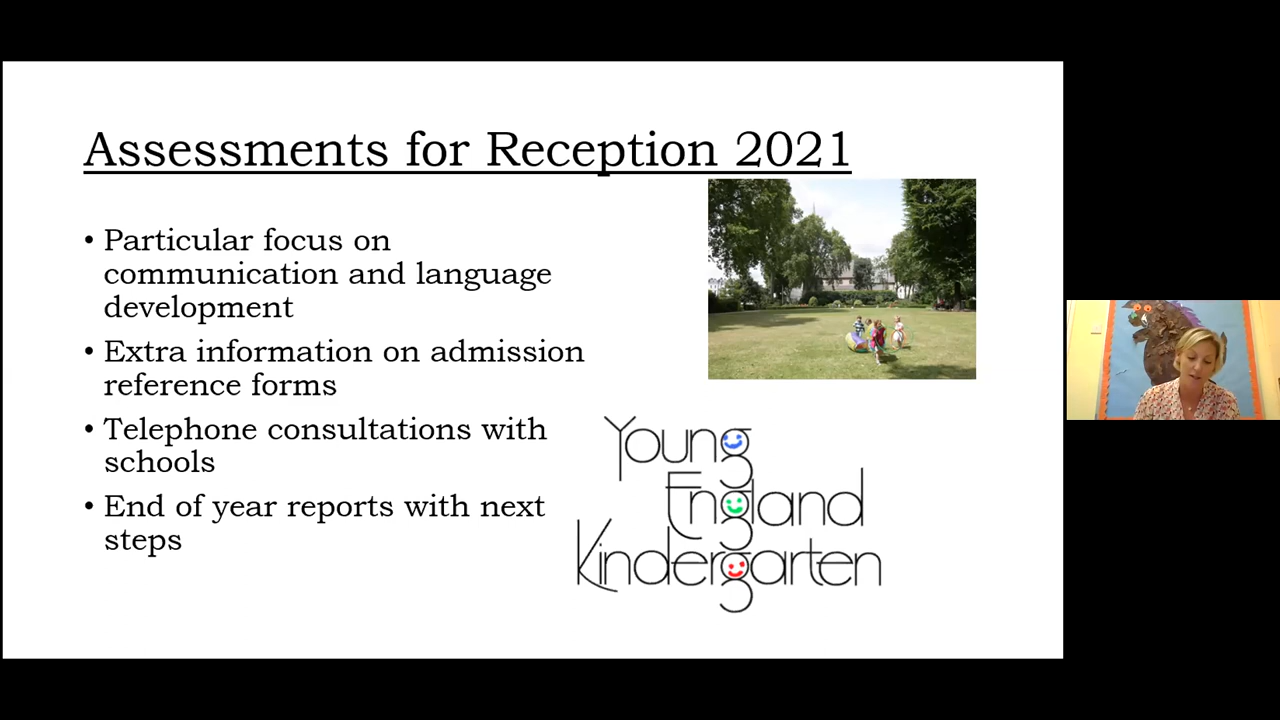 Assessments for Reception 2021
• Particular focus on
communication and language
development
• Extra information on admission
reference forms
• Telephone consultations with
schools
• End of year reports with next
steps
Young
England
Kindergarten